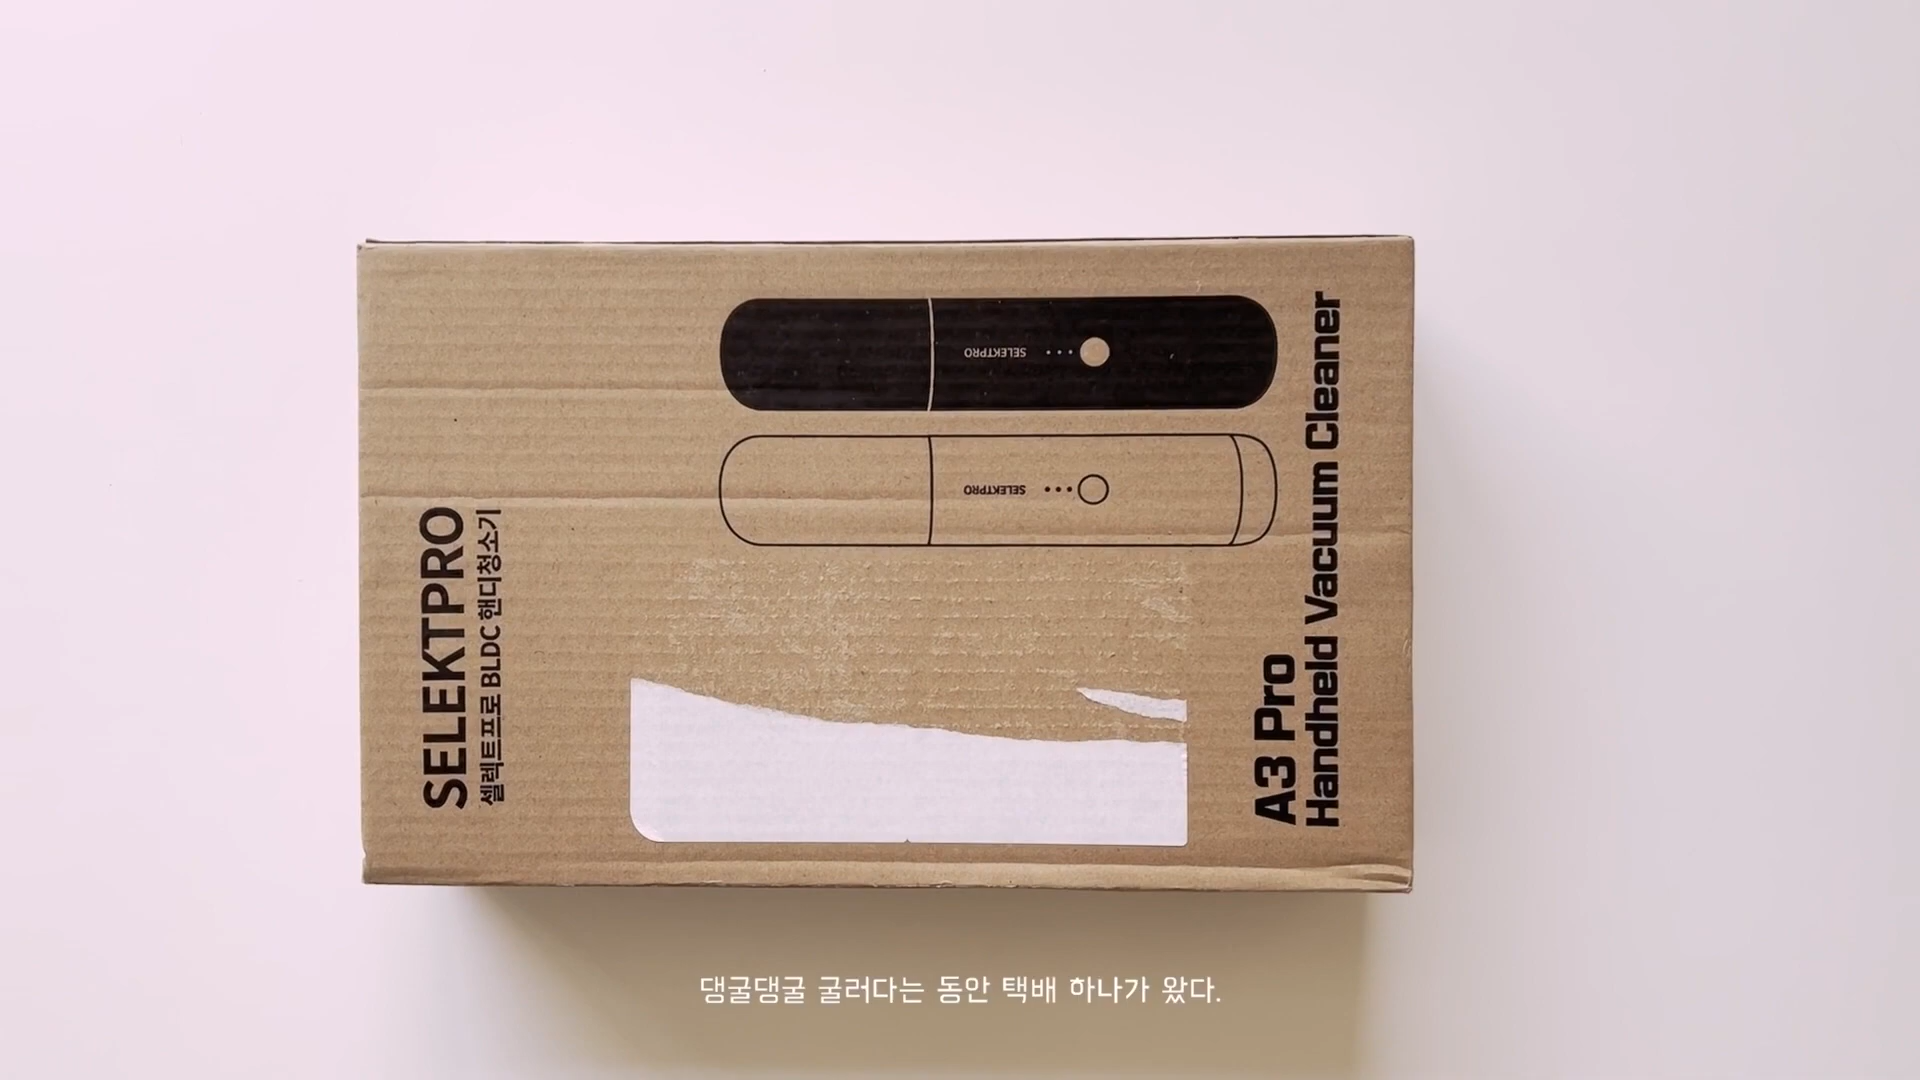 SELEKTPRO
셀렉트프로 BLDC 핸디청소기
SELEKTPRO
SELEKTPRO
A3 Pro
Handheld Vacuum Cleaner
댕굴댕굴 굴러다는 동안 택배 하나가 왔다.